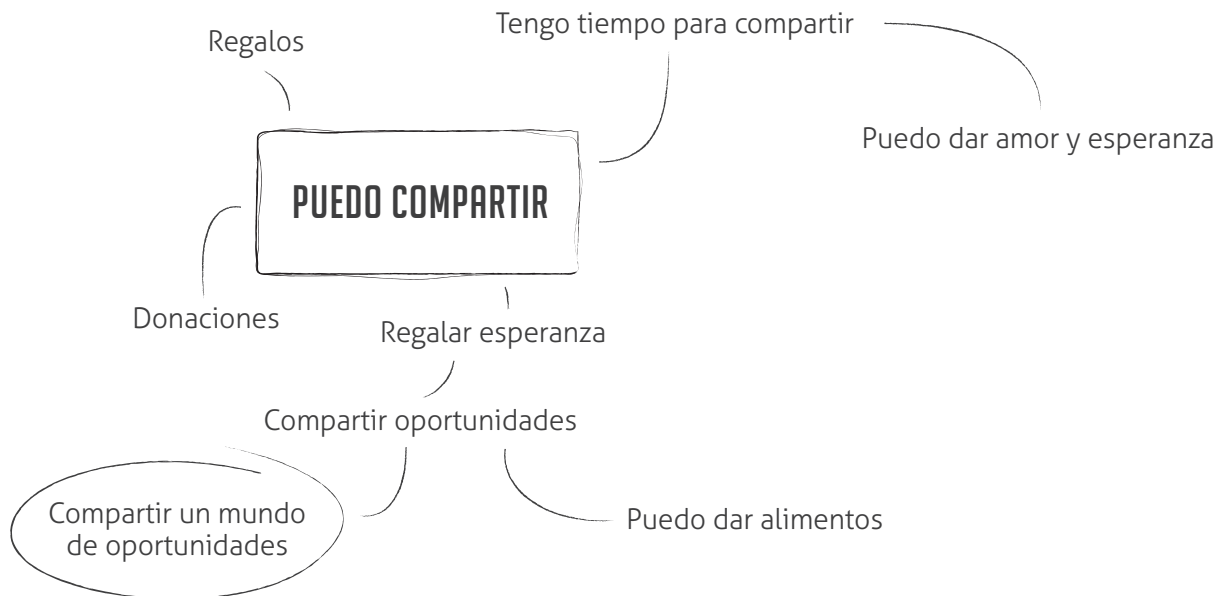 Tengo tiempo para compartir
Regalos
Puedo dar amor y esperanza
PUEDO COMPARTIR
Donaciones
Regalar esperanza
Compartir oportunidades
Compartir un mundo
de oportunidades
Puedo dar alimentos